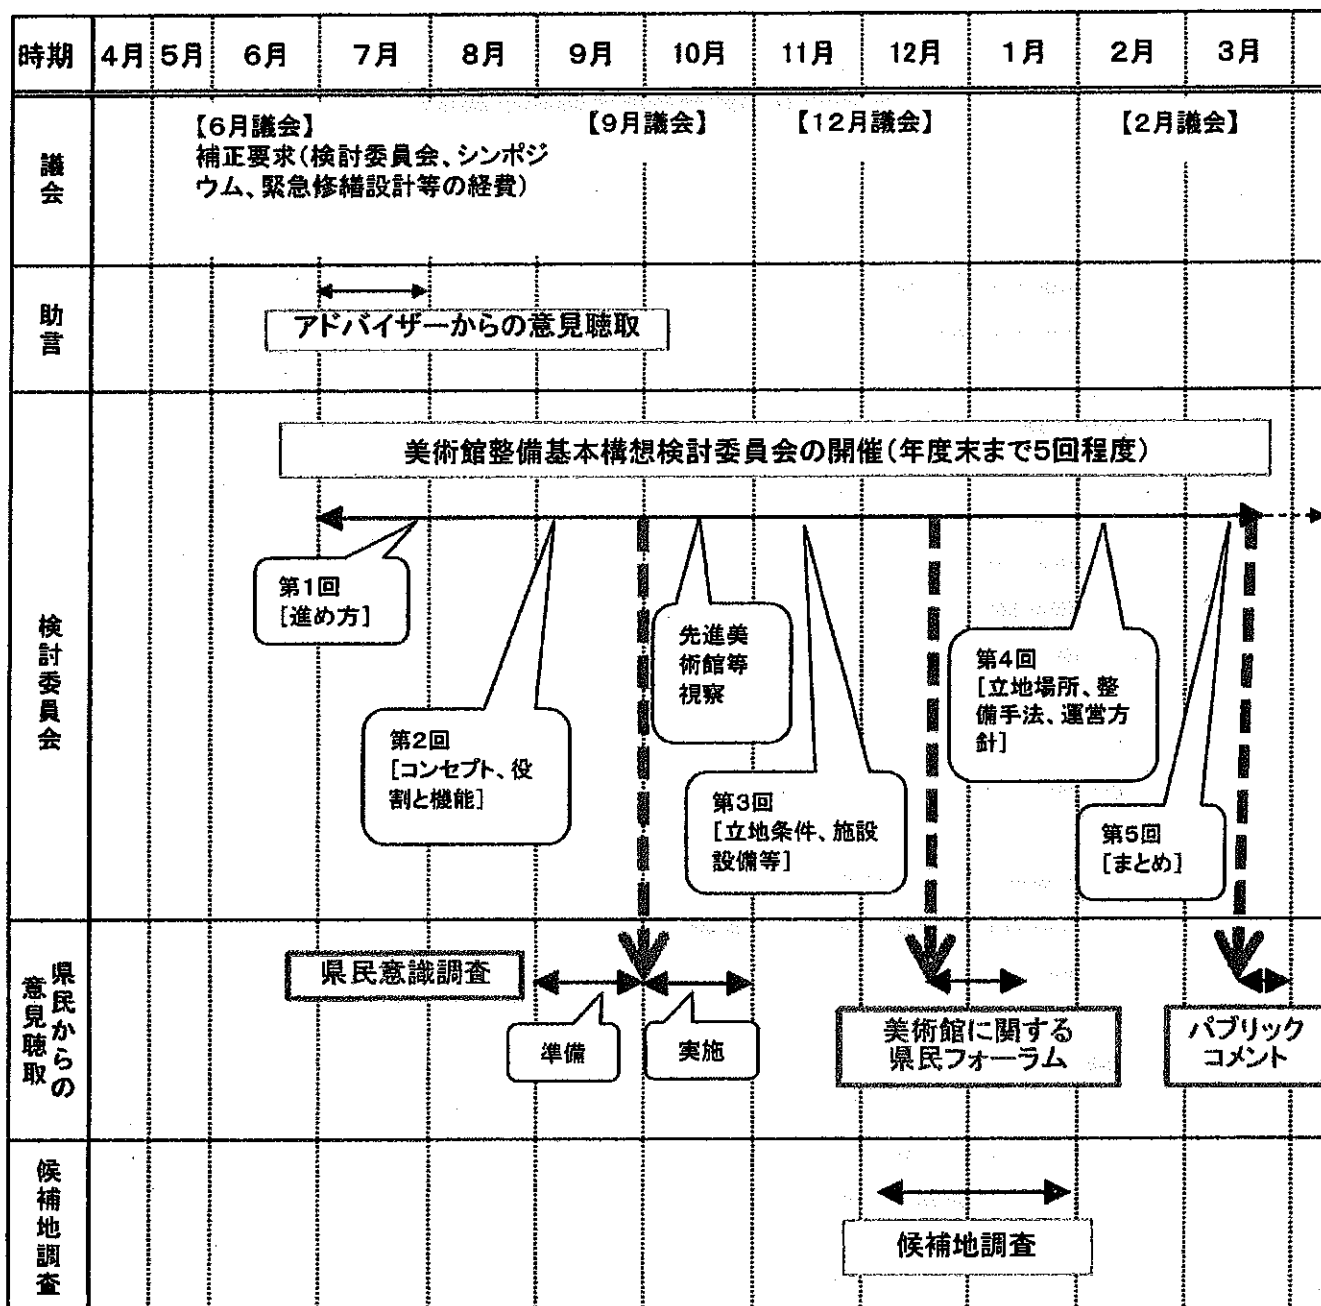 時期 4月 5月 6月 7月 8月 9月 10月 11月 12月 1月 2月 3月
議会
【6月議会】
補正要求(検討委員会、シンポジ
ウム、緊急修繕設計等の経費)
【9月議会】
【12月議会】
【2月議会】
助言
アドバイザーからの意見聴取
検討委員会
美術館整備基本構想検討委員会の開催(年度末まで5回程度)
第1回
[進め方]
第2回
[コンセプト、役
割と機能]
先進美
術館等
視察
第3回
[立地条件、施設
設備等]
第4回
[立地場所、整
備手法、運営方
針]
第5回
[まとめ]
県民からの
意見聴取
県民意識調査
準備
実施
美術館に関する
県民フォーラム
パブリック
コメント
候補地調査
候補地調査